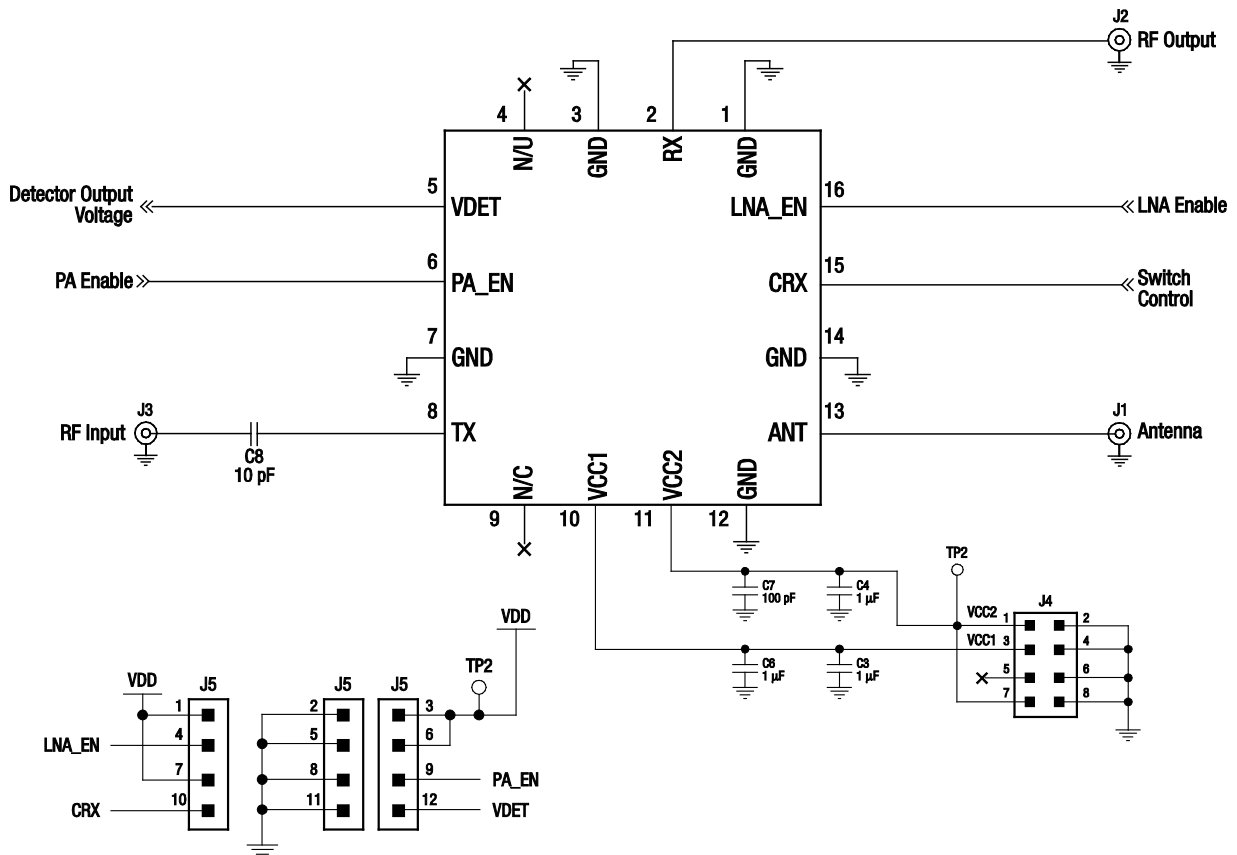 J2
RF Output
4
3
2
1
N/U
GND
RX
GND
Detector Output
Voltage
5
VDET
16
LNA_EN
LNA Enable
PA Enable
6
PA_EN
15
CRX
Switch
Control
7
GND
14
GND
J3
RF Input
8
TX
13
ANT
J1
Antenna
C8
10 pF
N/C
VCC1
VCC2
GND
9
10
11
12
TP2
C7
100 pF
C4
1 µF
VCC2
1
J4
2
VCC1
3
4
C6
1 µF
C3
1 µF
5
6
7
8
VDD
VDD
TP2
J5
J5
J5
1
2
3
LNA_EN
4
5
6
7
8
9
PA_EN
CRX
10
11
12
VDET